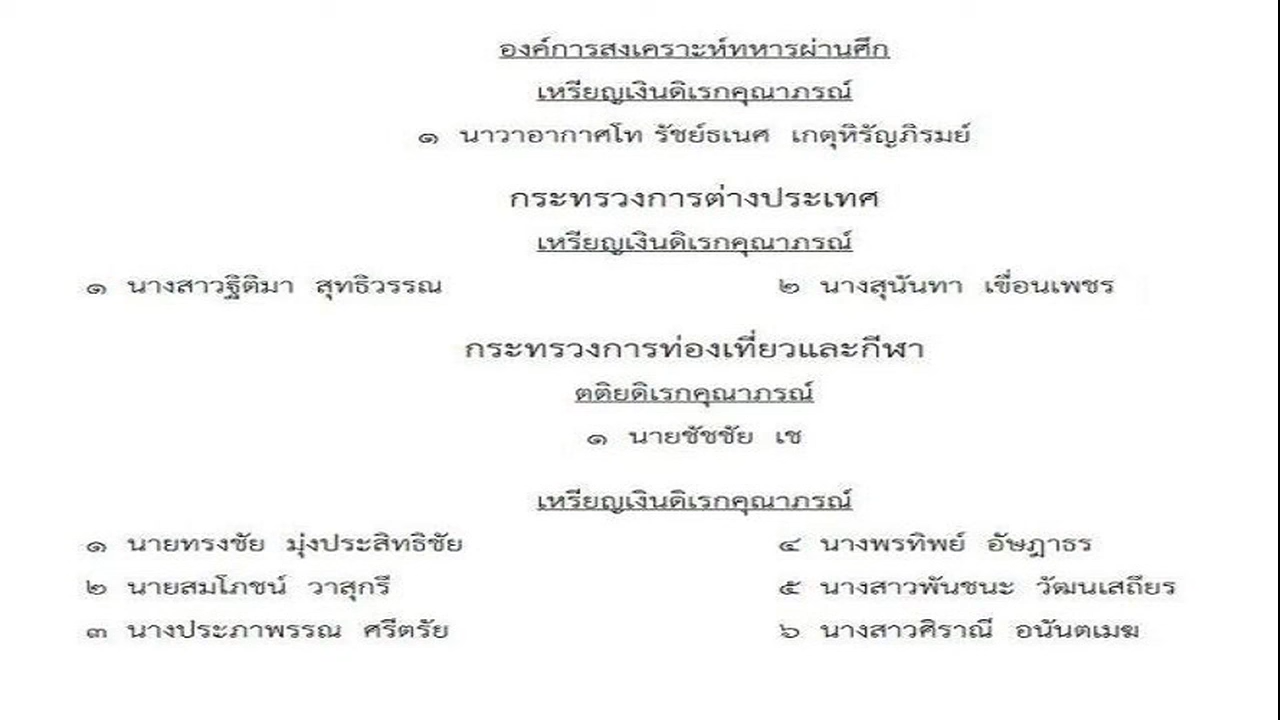 องค์การสงเคราะห์ทหารผ่านศึก
เหรียญเงินดิเรกคุณาภรณ์
๑ นาวาอากาศโท รัชย์ธเนศ เกตุหิรัญภิรมย์
กระทรวงการต่างประเทศ
เหรียญเงินดิเรกคุณาภรณ์
๑ นางสาวฐิติมา สุทธิวรรณ ๒ นางสุนันทา เขื่อนเพชร
กระทรวงการท่องเที่ยวและกีฬา
ตติยดิเรกคุณาภรณ์
๑ นายชัชชัย เช
เหรียญเงินดิเรกคุณาภรณ์
๑ นายทรงชัย มุ่งประสิทธิชัย ๔ นางพรทิพย์ อัษฎาธร
๒ นายสมโภชน์ วาสุกรี ๕ นางสาวพันชนะ วัฒนเสถียร
๓ นางประภาพรรณ ศรีตรัย ๖ นางสาวศิราณี อนันตเมฆ